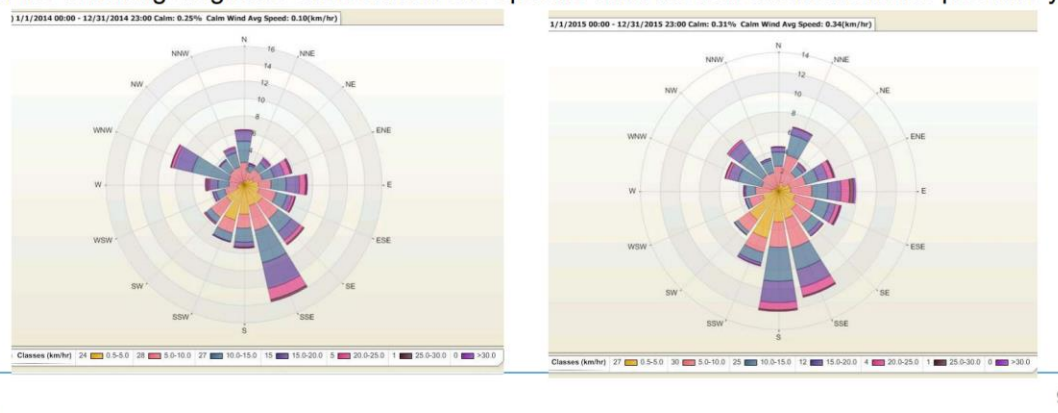 ) 1/1/2014 00:00 - 12/31/2014 23:00 Calm: 0.25% Calm Wind Avg Speed: 0.10(km/hr)
N
NNE
NE
ENE
E
ESE
SE
SSE
S
SSW
SW
WSW
W
WNW
NW
NNW
16
14
12
10
8
Classes (km/hr) 24 0.5-5.0 28 5.0-10.0 27 10.0-15.0 15 15.0-20.0 5 20.0-25.0 1 25.0-30.0 0 >30.0
1/1/2015 00:00 - 12/31/2015 23:00 Calm: 0.31% Calm Wind Avg Speed: 0.34(km/hr)
N
NNE
NE
ENE
E
ESE
SE
SSE
S
SSW
SW
WSW
W
WNW
NW
NNW
14
12
10
8
6
Classes (km/hr) 27 0.5-5.0 30 5.0-10.0 25 10.0-15.0 12 15.0-20.0 4 20.0-25.0 1 25.0-30.0 0 >30.0